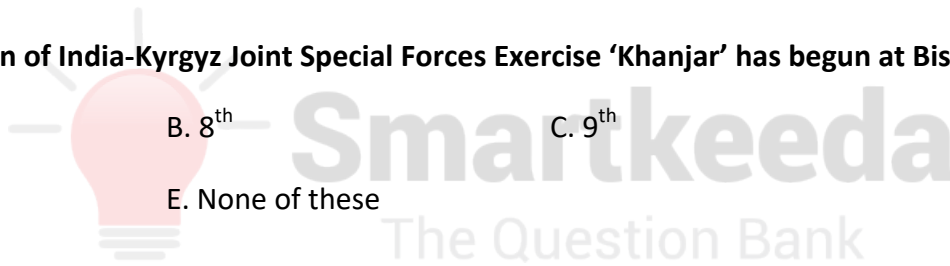 n of India-Kyrgyz Joint Special Forces Exercise ‘Khanjar’ has begun at Bis
B. 8th C. 9th
Smartkeeda
E. None of these
The Question Bank